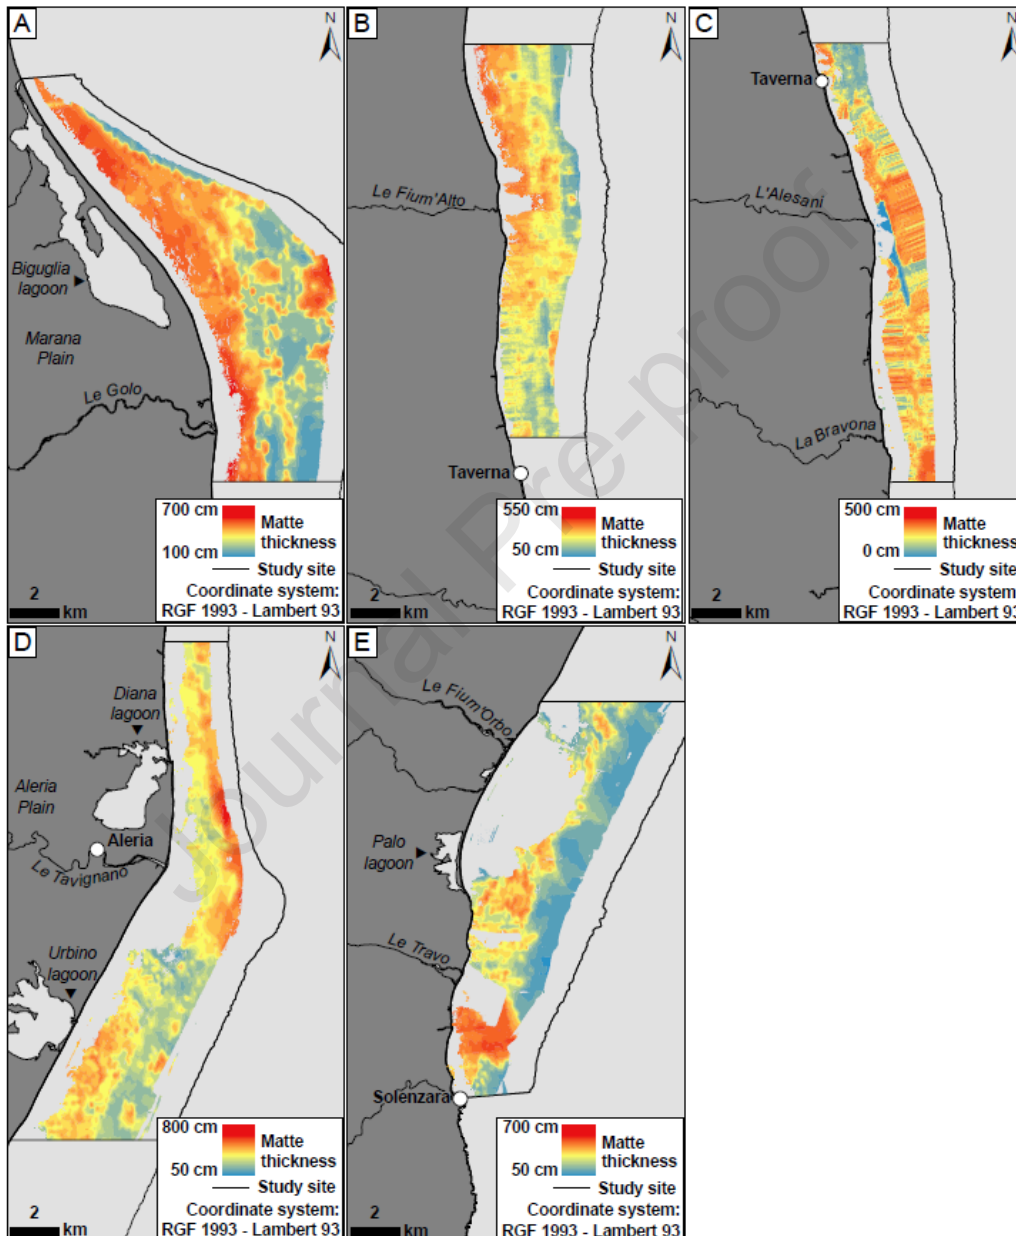 A
N
Biguglia
lagoon
Marana
Plain
Le Golo
700 cm
100 cm
Matte
thickness
Study site
Coordinate system:
RGF 1993 - Lambert 93
2
km
B
N
Le Fium'Alto
Taverna
550 cm
50 cm
Matte
thickness
Study site
Coordinate system:
RGF 1993 - Lambert 93
2
km
C
N
Taverna
L'Alesani
La Bravona
500 cm
0 cm
Matte
thickness
Study site
Coordinate system:
RGF 1993 - Lambert 93
2
km
D
N
Diana
lagoon
Aleria
Plain
Aleria
Le Tavignano
Urbino
lagoon
800 cm
50 cm
Matte
thickness
Study site
Coordinate system:
RGF 1993 - Lambert 93
2
km
E
N
Le Fium'Orbo
Palo
lagoon
Le Travo
Solenzara
700 cm
50 cm
Matte
thickness
Study site
Coordinate system:
RGF 1993 - Lambert 93
2
km
Journal Pre-proof